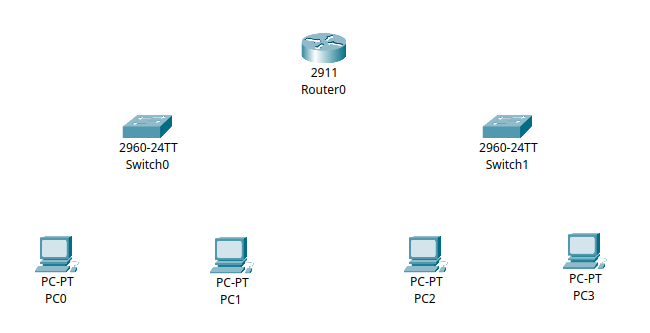 2911
Router0
2960-24TT
Switch0
2960-24TT
Switch1
PC-PT
PC0
PC-PT
PC1
PC-PT
PC2
PC-PT
PC3